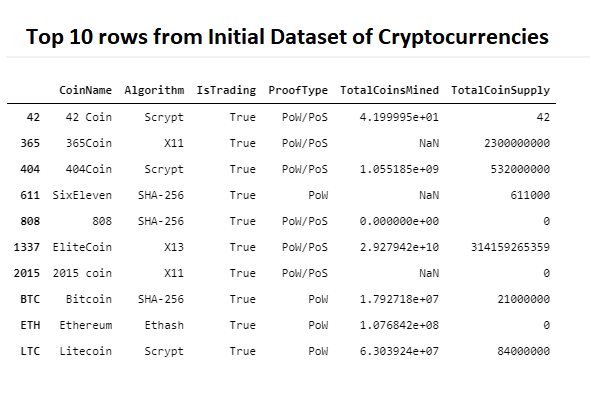 Top 10 rows from Initial Dataset of Cryptocurrencies
CoinName Algorithm IsTrading ProofType TotalCoinsMined TotalCoinSupply
42 42 Coin Scrypt True PoW/PoS 4.199995e+01 42
365 365Coin X11 True PoW/PoS NaN 2300000000
404 404Coin Scrypt True PoW/PoS 1.055185e+09 532000000
611 SixEleven SHA-256 True PoW NaN 611000
808 808 SHA-256 True PoW/PoS 0.000000e+00 0
1337 EliteCoin X13 True PoW/PoS 2.927942e+10 314159265359
2015 2015 coin X11 True PoW/PoS NaN 0
BTC Bitcoin SHA-256 True PoW 1.792718e+07 21000000
ETH Ethereum Ethash True PoW 1.076842e+08 0
LTC Litecoin Scrypt True PoW 6.303924e+07 84000000